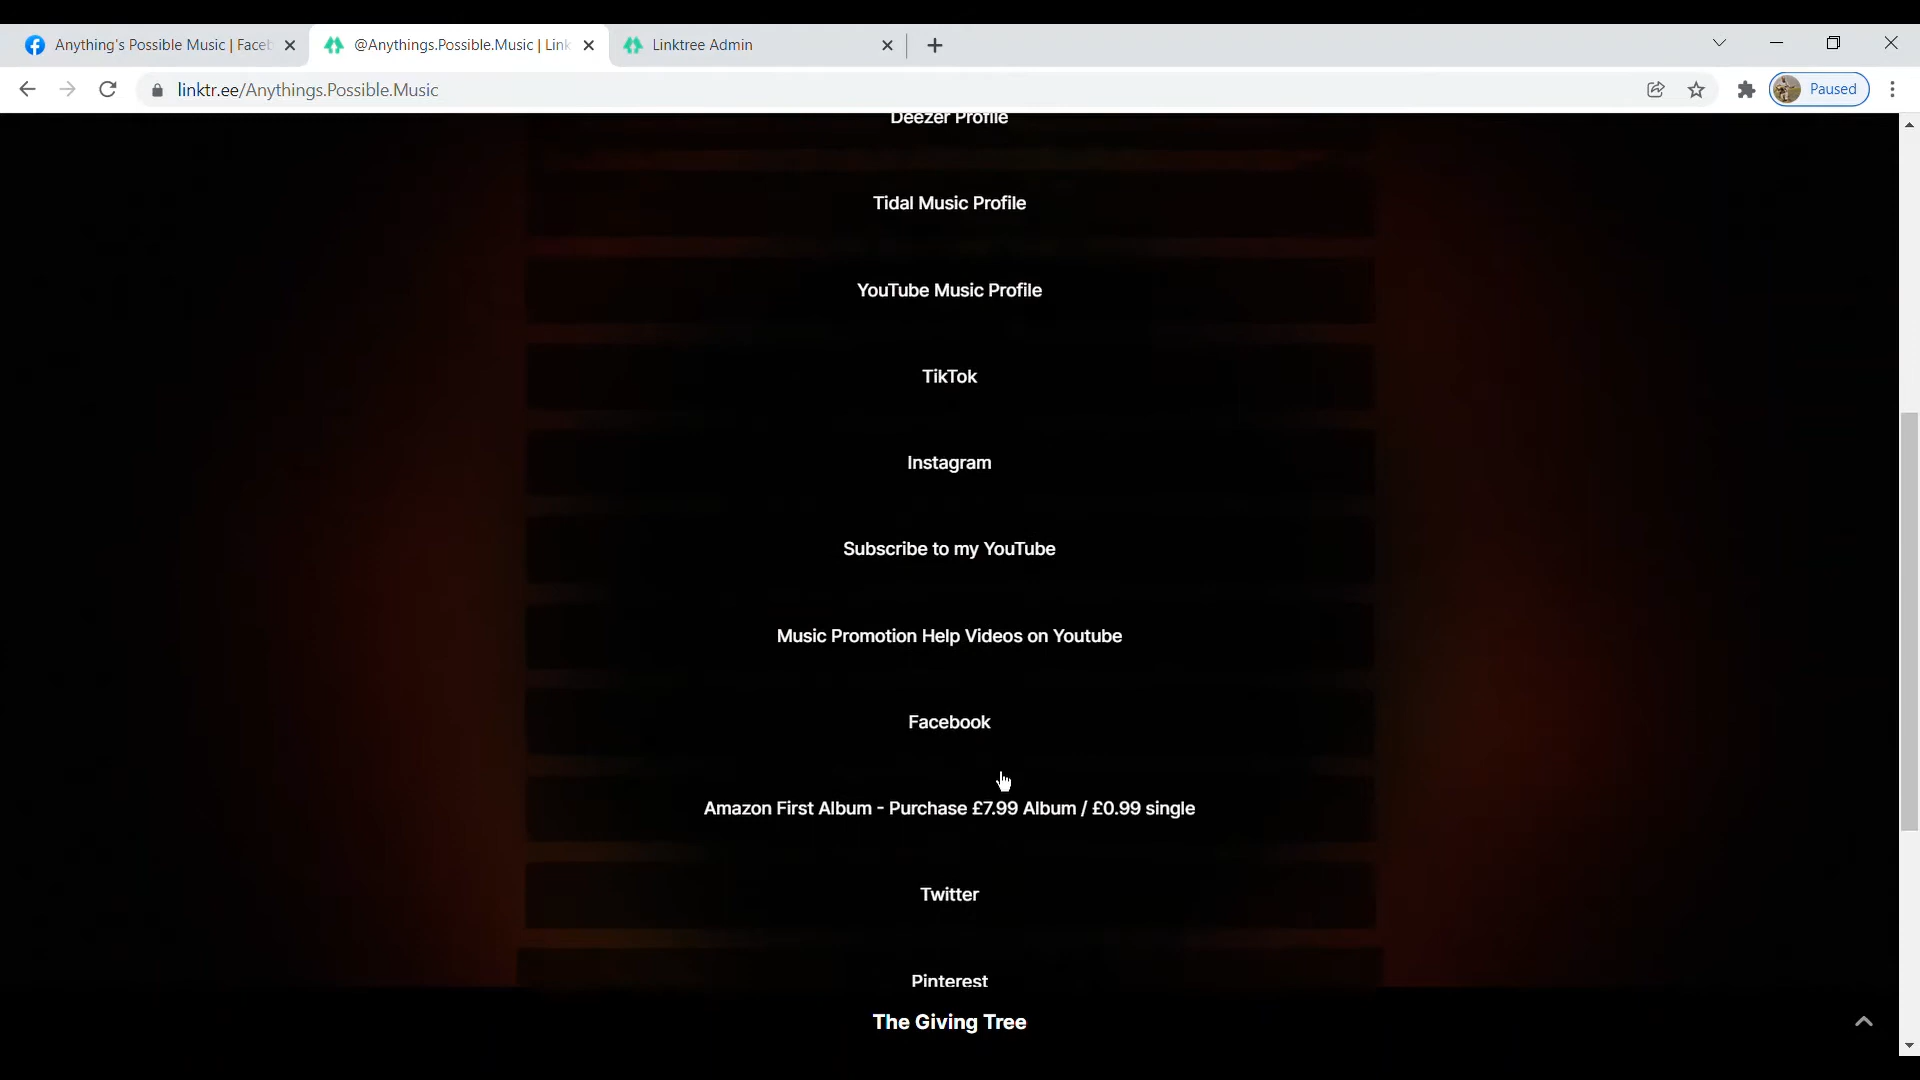 Anything's Possible Music | Faceb
@Anythings.Possible.Music | Link
Linktree Admin
linktr.ee/Anythings.Possible.Music
Paused
Deezer Profile
Tidal Music Profile
YouTube Music Profile
TikTok
Instagram
Subscribe to my YouTube
Music Promotion Help Videos on Youtube
Facebook
Amazon First Album - Purchase £7.99 Album / £0.99 single
Twitter
Pinterest
The Giving Tree